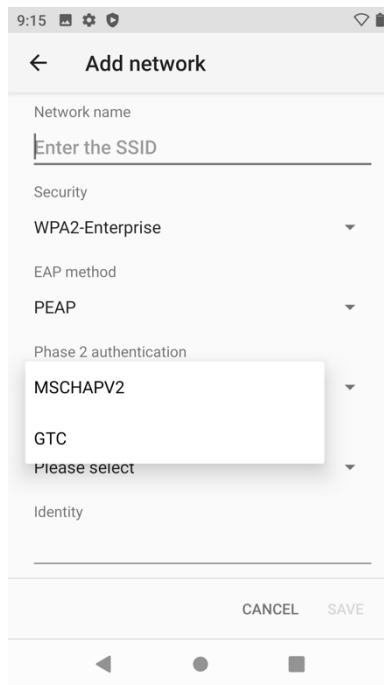 9:15
Add network
Network name
Enter the SSID
Security
WPA2-Enterprise
EAP method
PEAP
Phase 2 authentication
MSCHAPV2
GTC
Please select
Identity
CANCEL SAVE